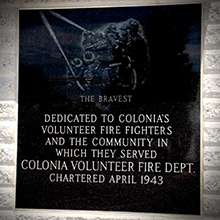 THE BRAVEST
DEDICATED TO COLONIA'S
VOLUNTEER FIRE FIGHTERS
AND THE COMMUNITY IN
WHICH THEY SERVED
COLONIA VOLUNTEER FIRE DEPT.
CHARTERED APRIL 1943